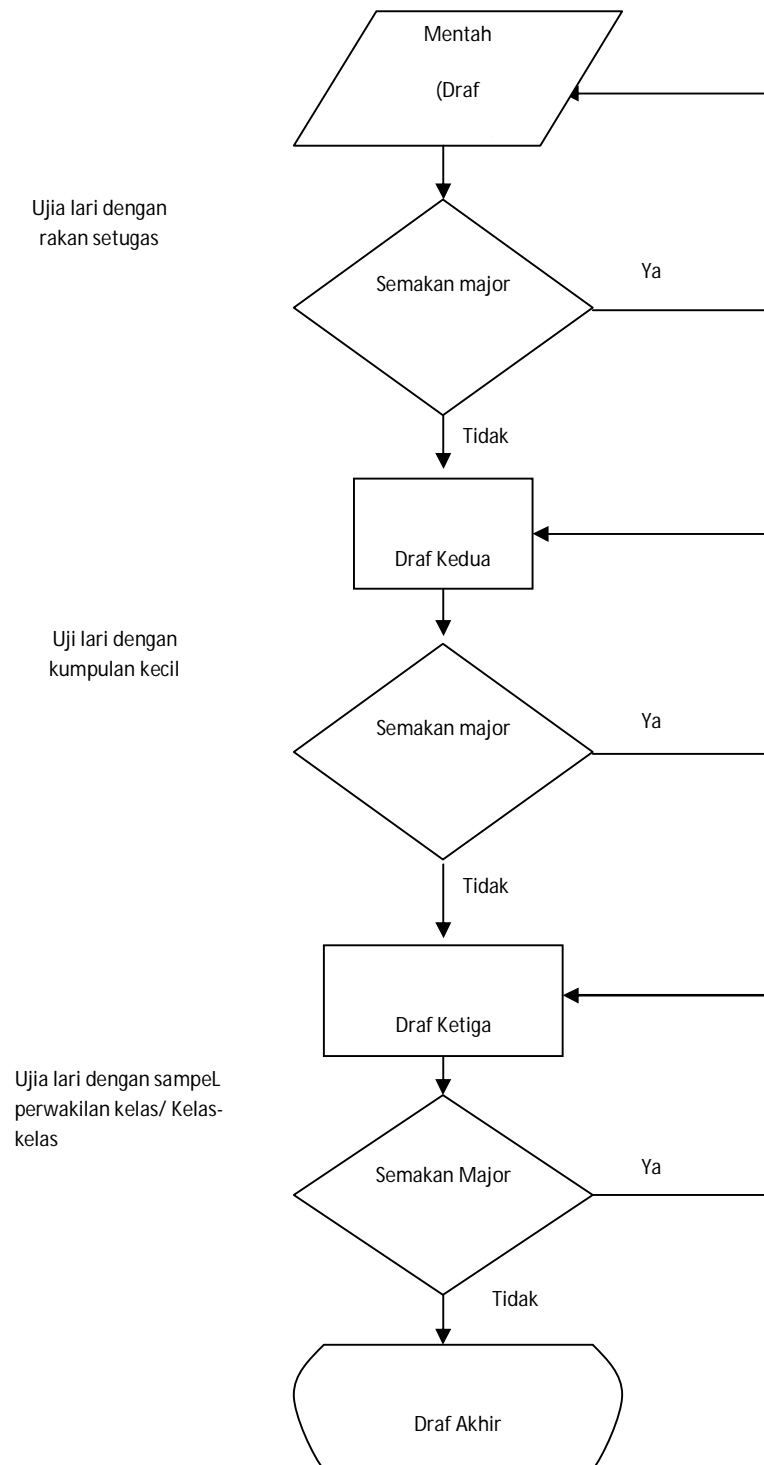 Mentah
(Draf
Ujia lari dengan
rakan setugas
Semakan major
Ya
Tidak
Draf Kedua
Uji lari dengan
kumpulan kecil
Semakan major
Ya
Tidak
Draf Ketiga
Ujia lari dengan sampeL
perwakilan kelas/ Kelas-
kelas
Semakan Major
Ya
Tidak
Draf Akhir